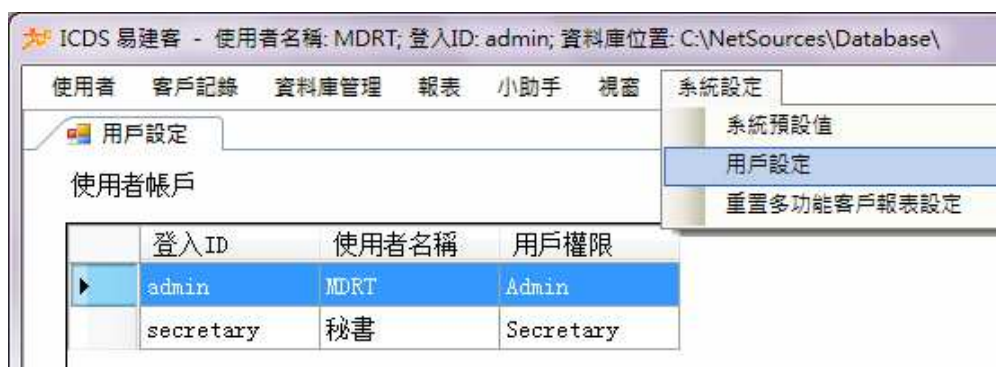 ICDS 易建客 - 使用者名稱: MDRT; 登入ID: admin; 資料庫位置: C:\NetSources\Database\
使用者 客戶記錄 資料庫管理 報表 小助手 視窗 系統設定
系統預設值
用戶設定
重置多功能客戶報表設定
用戶設定
使用者帳戶
登入ID 使用者名稱 用戶權限
admin MDRT Admin
secretary 秘書 Secretary